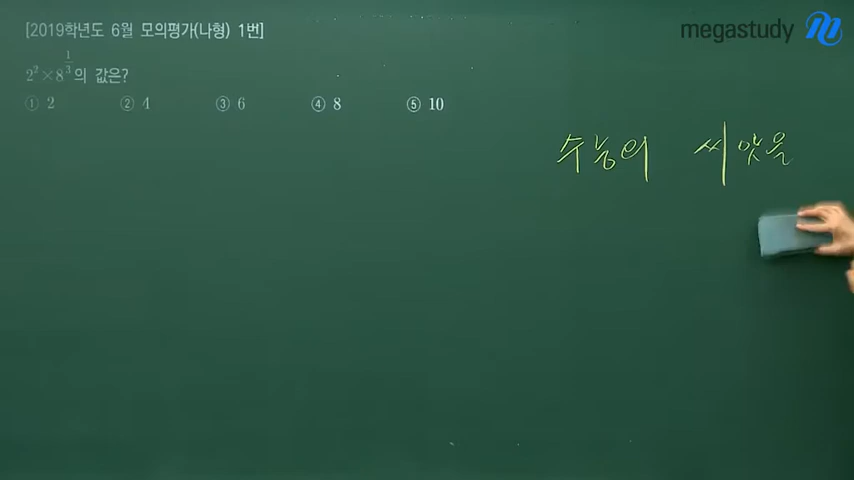 [2019학년도 6월 모의평가(나형) 1번]
megastudy
2² × 8^{1/3}의 값은?
① 2 ② 4 ③ 6 ④ 8 ⑤ 10
수능의 씨앗을